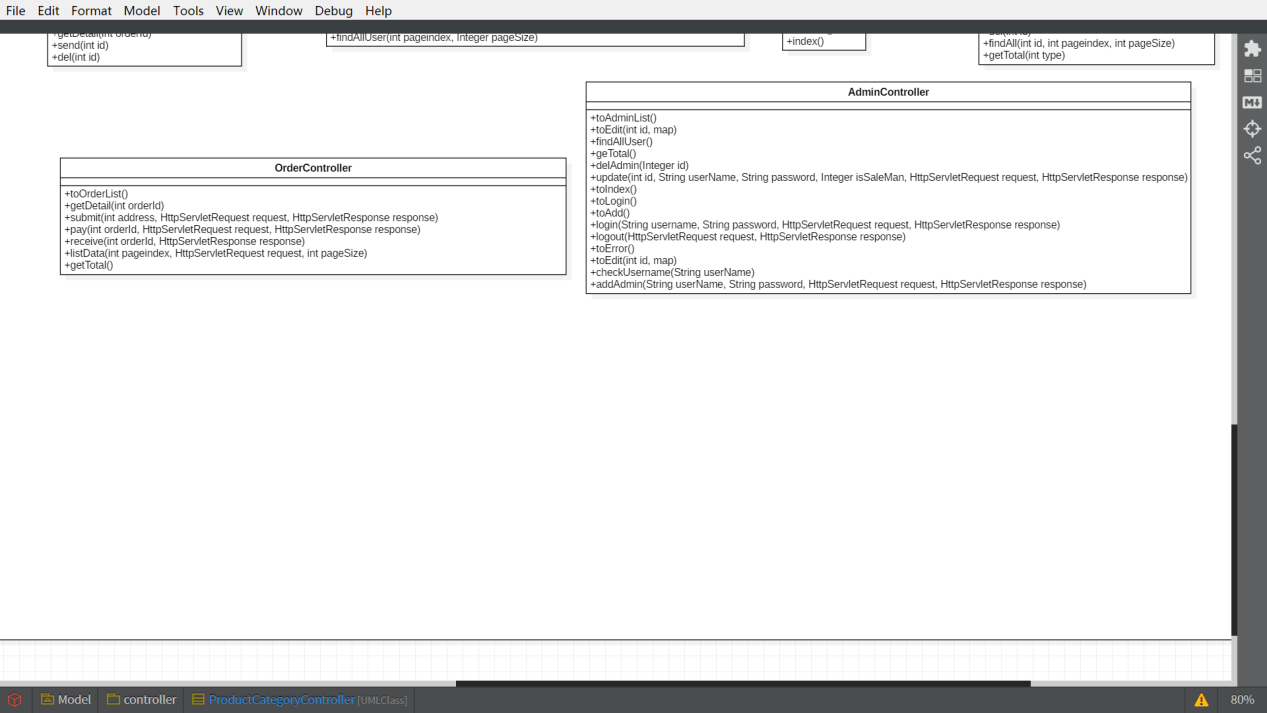 File Edit Format Model Tools View Window Debug Help
+getDetail(int orderId)
+send(int id)
+del(int id)
+findAllUser(int pageindex, Integer pageSize)
+index()
+del(int id)
+findAll(int id, int pageindex, int pageSize)
+getTotal(int type)
OrderController
+toOrderList()
+getDetail(int orderId)
+submit(int address, HttpServletRequest request, HttpServletResponse response)
+pay(int orderId, HttpServletRequest request, HttpServletResponse response)
+receive(int orderId, HttpServletResponse response)
+listData(int pageindex, HttpServletRequest request, int pageSize)
+getTotal()
AdminController
+toAdminList()
+toEdit(int id, map)
+findAllUser()
+geTotal()
+delAdmin(Integer id)
+update(int id, String userName, String password, Integer isSaleMan, HttpServletRequest request, HttpServletResponse response)
+toIndex()
+toLogin()
+toAdd()
+login(String username, String password, HttpServletRequest request, HttpServletResponse response)
+logout(HttpServletRequest request, HttpServletResponse response)
+toError()
+toEdit(int id, map)
+checkUsername(String userName)
+addAdmin(String userName, String password, HttpServletRequest request, HttpServletResponse response)
M
Model controller ProductCategoryController [UMLClass] 80%